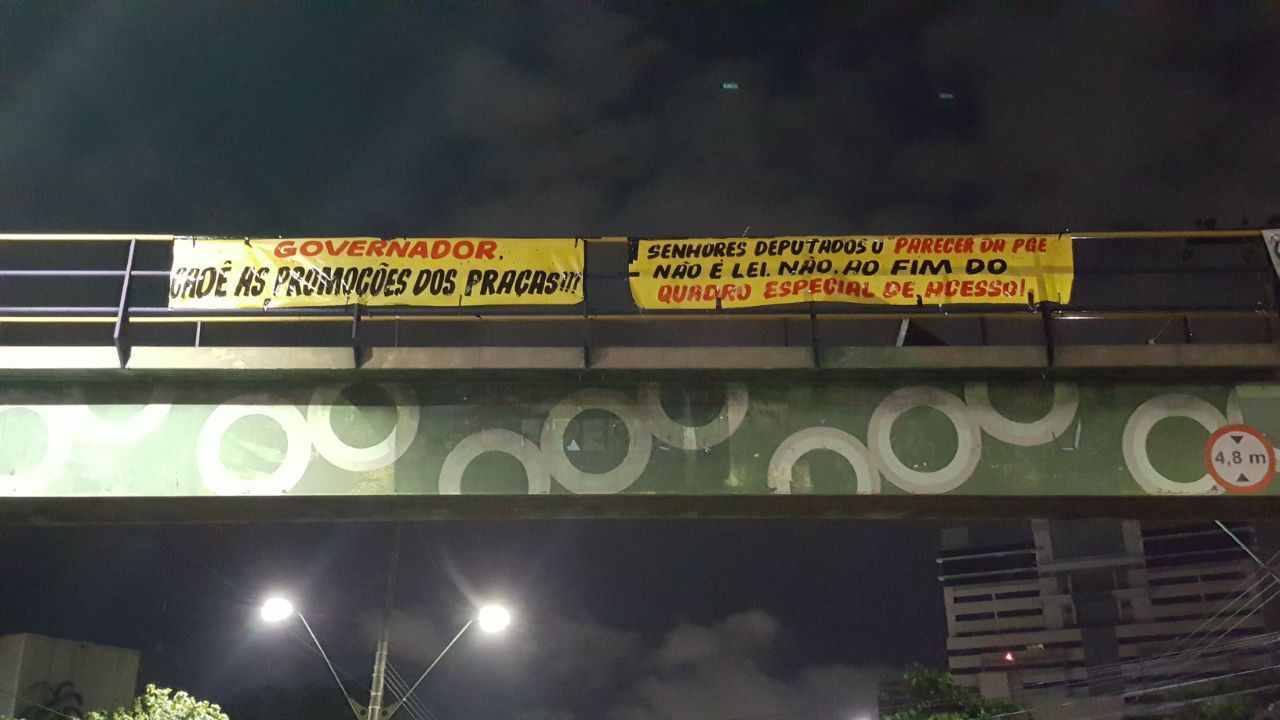 GOVERNADOR.
CADÊ AS PROMOÇÕES DOS PRAÇAS!!!
SENHORES DEPUTADOS O "PARECER DA PGE
NÃO É LEI. NÃO. AO FIM DO
QUADRO ESPECIAL DE ACESSO!
4,8 m